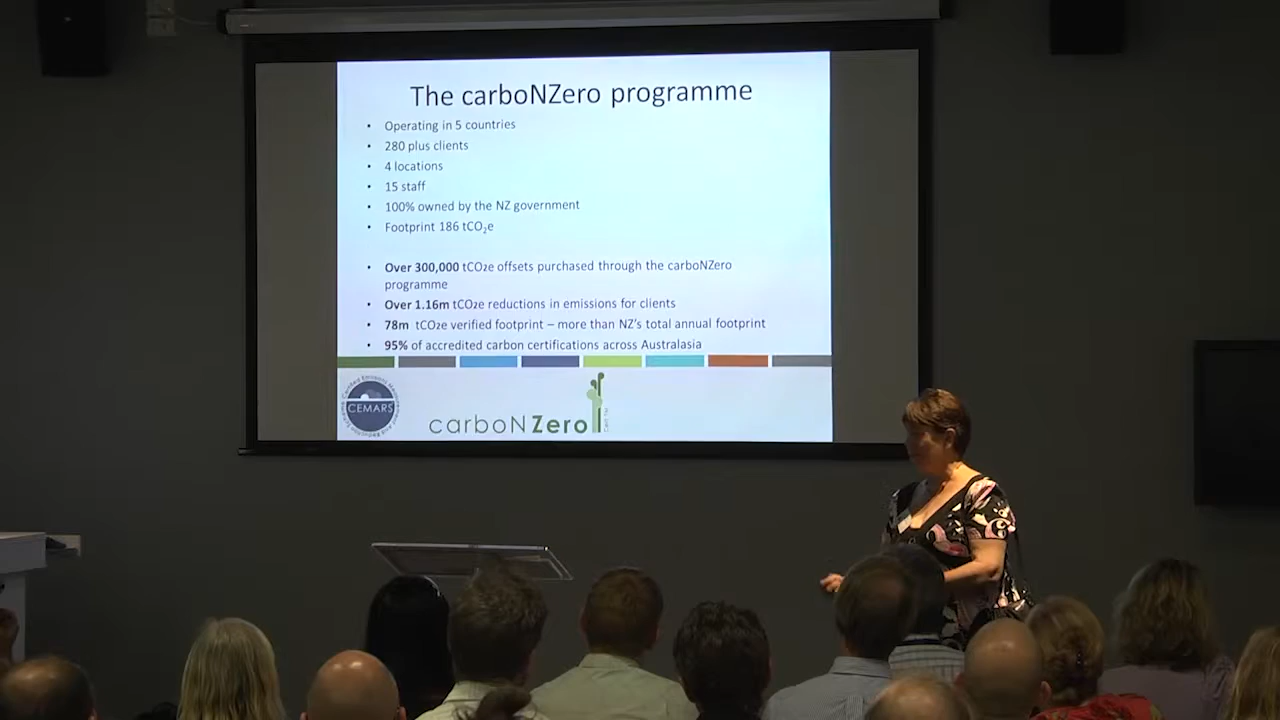 The carboNZero programme
• Operating in 5 countries
• 280 plus clients
• 4 locations
• 15 staff
• 100% owned by the NZ government
• Footprint 186 tCO₂e
• Over 300,000 tCO2e offsets purchased through the carboNZero
programme
• Over 1.16m tCO2e reductions in emissions for clients
• 78m tCO2e verified footprint – more than NZ's total annual footprint
• 95% of accredited carbon certifications across Australasia
CEMARS
carboNZero